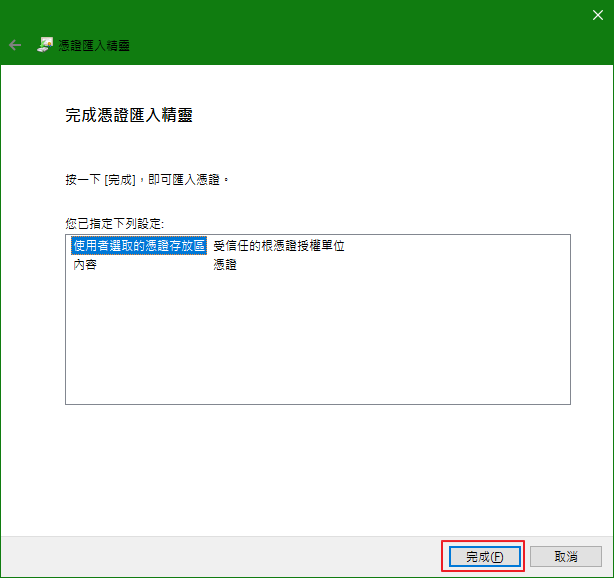 憑證匯入精靈
完成憑證匯入精靈
按一下 [完成]，即可匯入憑證。
您已指定下列設定:
使用者選取的憑證存放區 受信任的根憑證授權單位
內容 憑證
完成(F) 取消